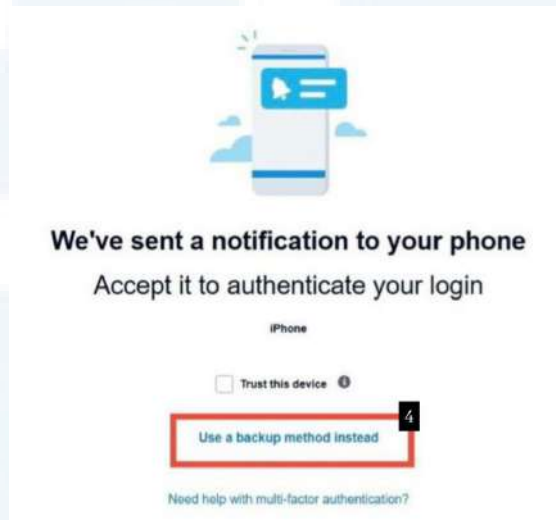 We've sent a notification to your phone
Accept it to authenticate your login
iPhone
Trust this device
4
Use a backup method instead
Need help with multi-factor authentication?